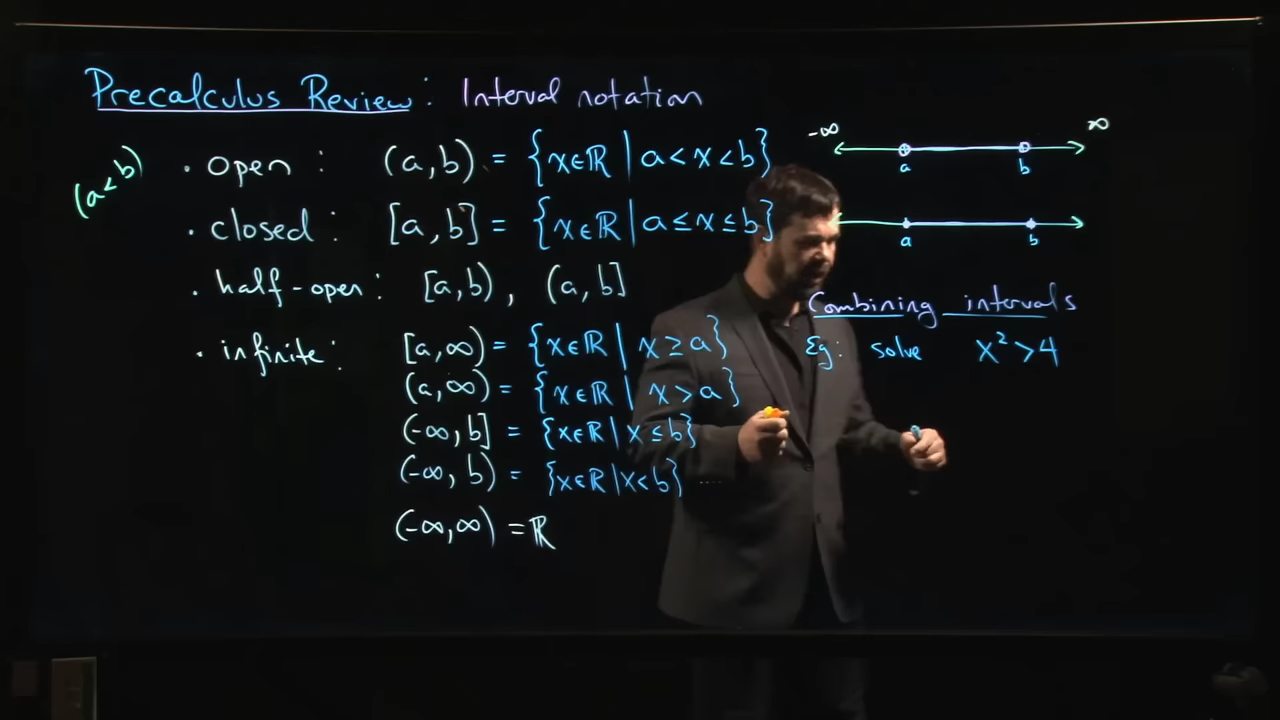 Precalculus Review: Interval notation
(a<b)
· open : (a,b) = {x∈ℝ | a<x<b}
· closed : [a,b] = {x∈ℝ | a≤x≤b}
· half-open : [a,b) , (a,b]
· infinite : [a,∞) = {x∈ℝ | x≥a}
(a,∞) = {x∈ℝ | x>a}
(-∞,b] = {x∈ℝ | x≤b}
(-∞,b) = {x∈ℝ | x<b} ....
(-∞,∞) = ℝ
-∞ ∞
a b
a b
Combining intervals
Eg: solve x²>4